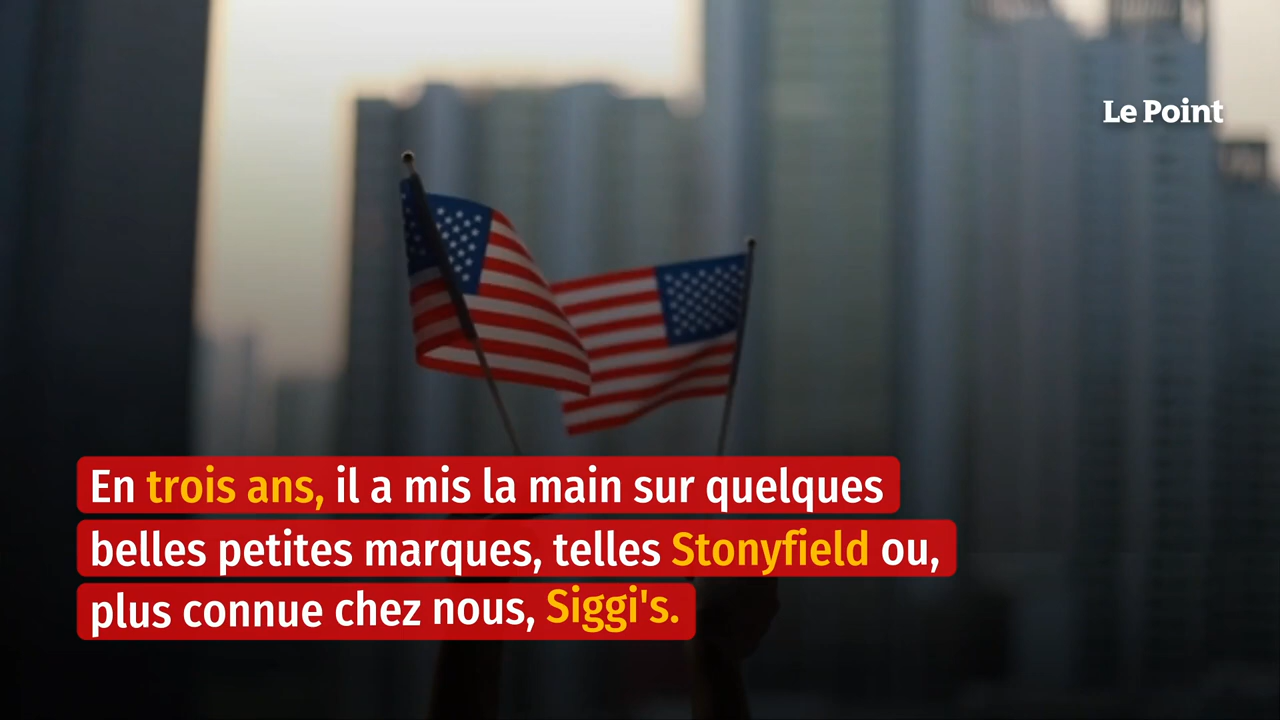 Le Point
En trois ans, il a mis la main sur quelques
belles petites marques, telles Stonyfield ou,
plus connue chez nous, Siggi's.